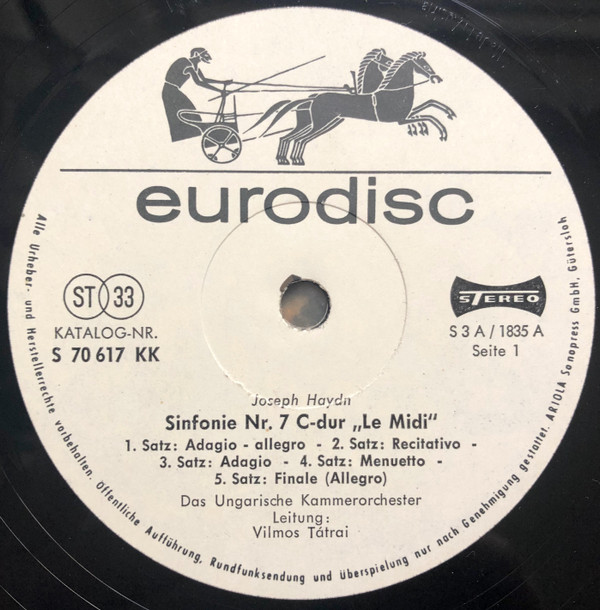 eurodisc
ST 33
KATALOG-NR.
S 70 617 KK
STEREO
S 3 A / 1835 A
Seite 1
Joseph Haydn
Sinfonie Nr. 7 C-dur „Le Midi“
1. Satz: Adagio - allegro - 2. Satz: Recitativo -
3. Satz: Adagio - 4. Satz: Menuetto -
5. Satz: Finale (Allegro)
Das Ungarische Kammerorchester
Leitung:
Vilmos Tátrai
Alle Urheber- und Herstellerrechte vorbehalten. Öffentliche Aufführung, Rundfunksendung und überspielung nur nach Genehmigung gestattet. ARIOLA Sonopress GmbH, Gütersloh